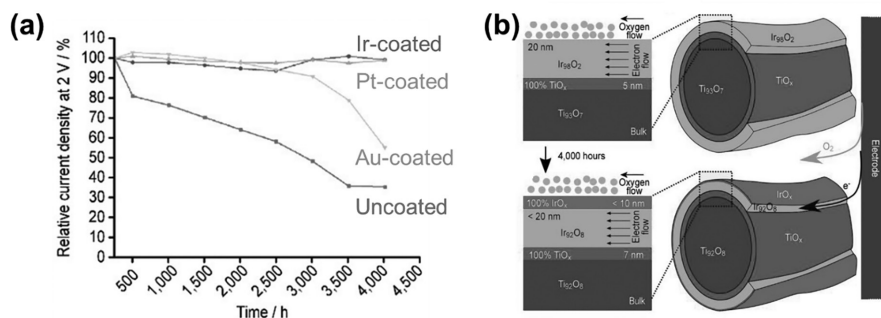 (a)
Relative current density at 2 V / %
110
100
90
80
70
60
50
40
30
20
10
0
Ir-coated
Pt-coated
Au-coated
Uncoated
500
1,000
1,500
2,000
2,500
3,000
3,500
4,000
4,500
Time / h
(b)
Oxygen
flow
20 nm
Ir₉₈O₂
Electron
flow
100% TiOₓ
5 nm
Ti₉₃O₇
Bulk
4,000 hours
Oxygen
flow
100% IrOₓ
< 10 nm
< 20 nm
Ir₉₂O₈
Electron
flow
100% TiOₓ
7 nm
Ti₉₂O₈
Bulk
Ir₉₈O₂
Ti₉₃O₇
TiOₓ
O₂
Electrode
e⁻
IrOₓ
Ir₉₂O₈
TiOₓ
Ti₉₂O₈